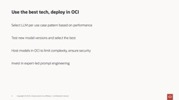 Use the best tech, deploy in OCI
Select LLM per use case pattern based on performance
Test new model versions and select the best
Host models in OCI to limit complexity, ensure security
Invest in expert-led prompt engineering